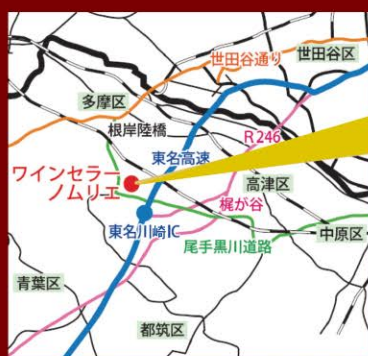 世田谷通り
世田谷区
多摩区
根岸陸橋
R246
東名高速
ワインセラー
ノムリエ
高津区
梶が谷
東名川崎IC
中原区
尾手黒川道路
青葉区
都筑区